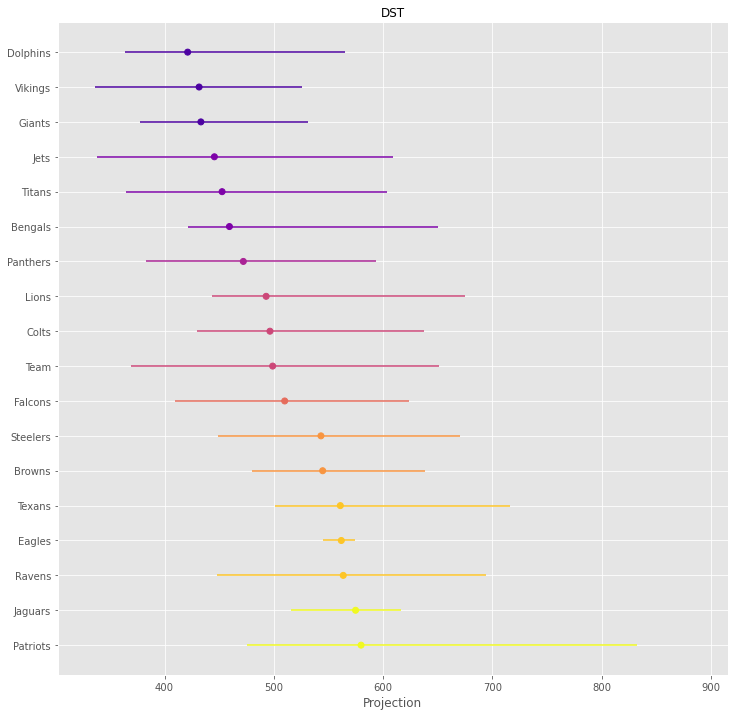 DST
Dolphins
Vikings
Giants
Jets
Titans
Bengals
Panthers
Lions
Colts
Team
Falcons
Steelers
Browns
Texans
Eagles
Ravens
Jaguars
Patriots
400 500 600 700 800 900
Projection